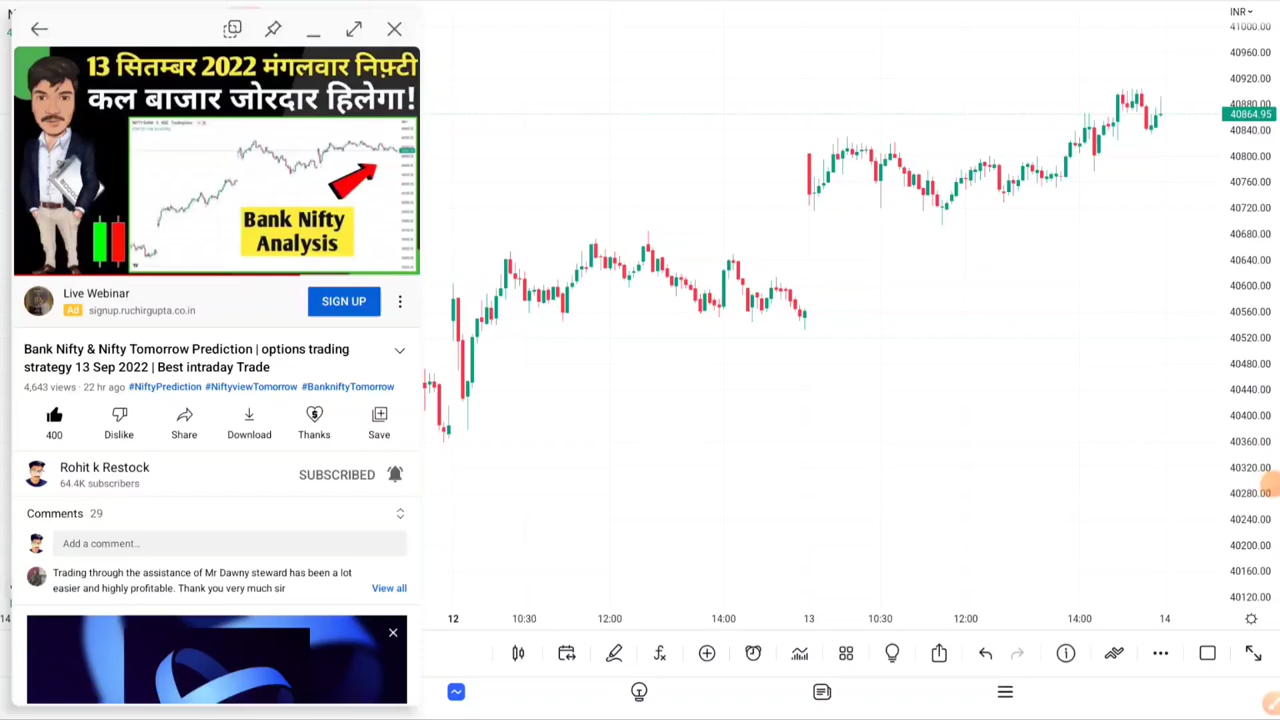 13 सितम्बर 2022 मंगलवार निफ़्टी
कल बाजार जोरदार हिलेगा!
Bank Nifty
Analysis
Live Webinar
Ad signup.ruchirgupta.co.in
SIGN UP
Bank Nifty & Nifty Tomorrow Prediction | options trading
strategy 13 Sep 2022 | Best intraday Trade
4,643 views · 22 hr ago #NiftyPrediction #NiftyviewTomorrow #BankniftyTomorrow
400 Dislike Share Download Thanks Save
Rohit k Restock
64.4K subscribers
SUBSCRIBED
Comments 29
Add a comment...
Trading through the assistance of Mr Dawny steward has been a lot
easier and highly profitable. Thank you very much sir
View all
INR
41000.00
40960.00
40920.00
40880.00
40864.95
40840.00
40800.00
40760.00
40720.00
40680.00
40640.00
40600.00
40560.00
40520.00
40480.00
40440.00
40400.00
40360.00
40320.00
40280.00
40240.00
40200.00
40160.00
40120.00
12 10:30 12:00 14:00 13 10:30 12:00 14:00 14